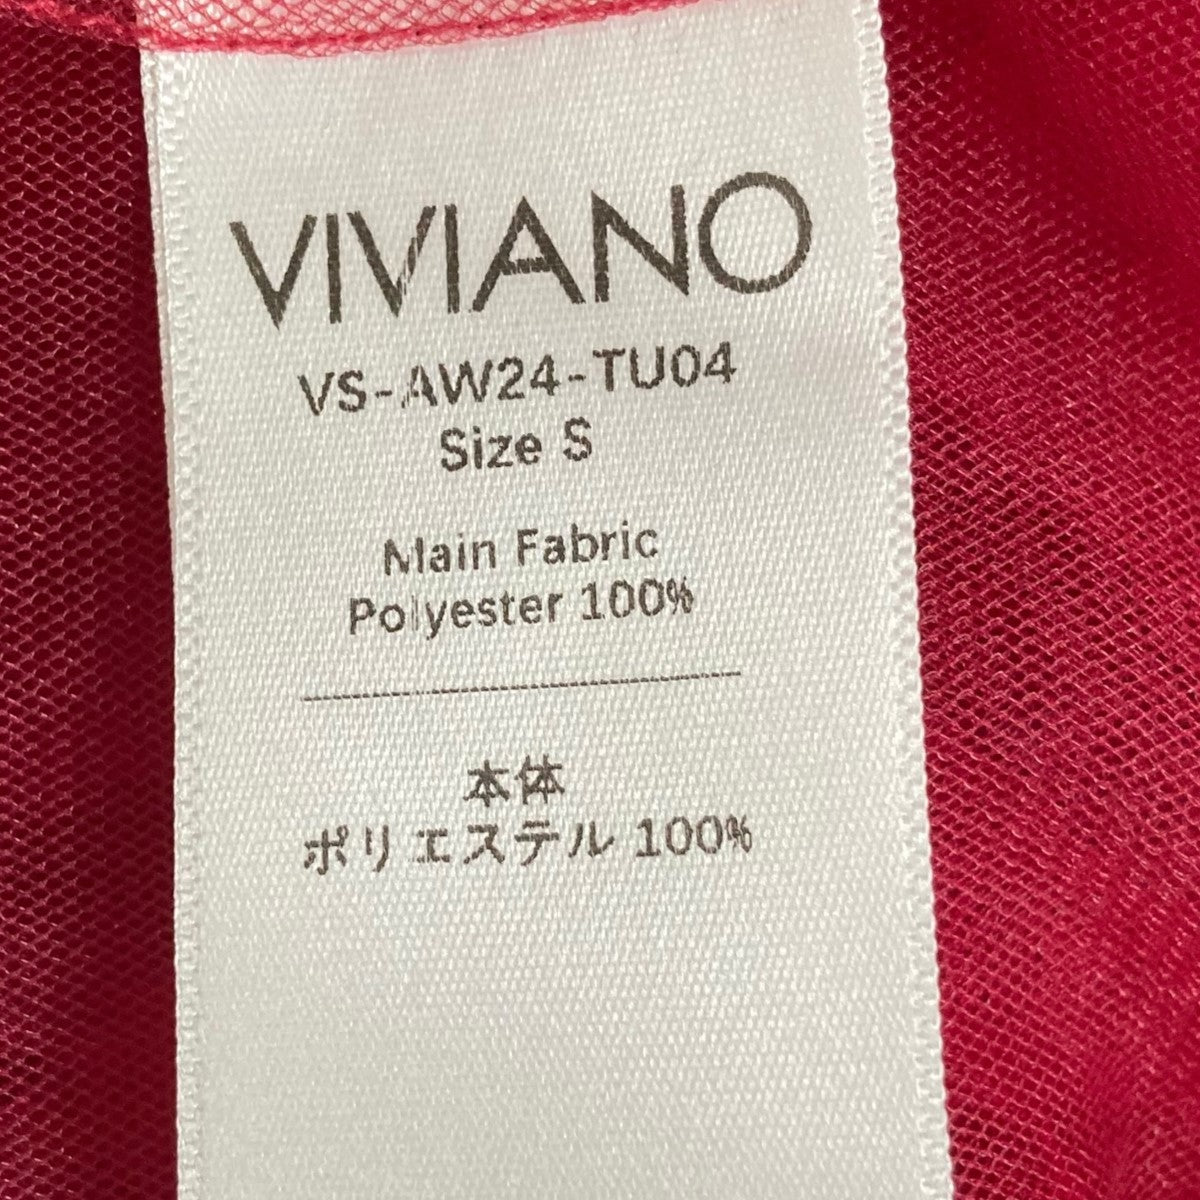 VIVIANO
VS-AW24-TU04
Size S
Main Fabric
Polyester 100%
本体
ポリエステル 100%